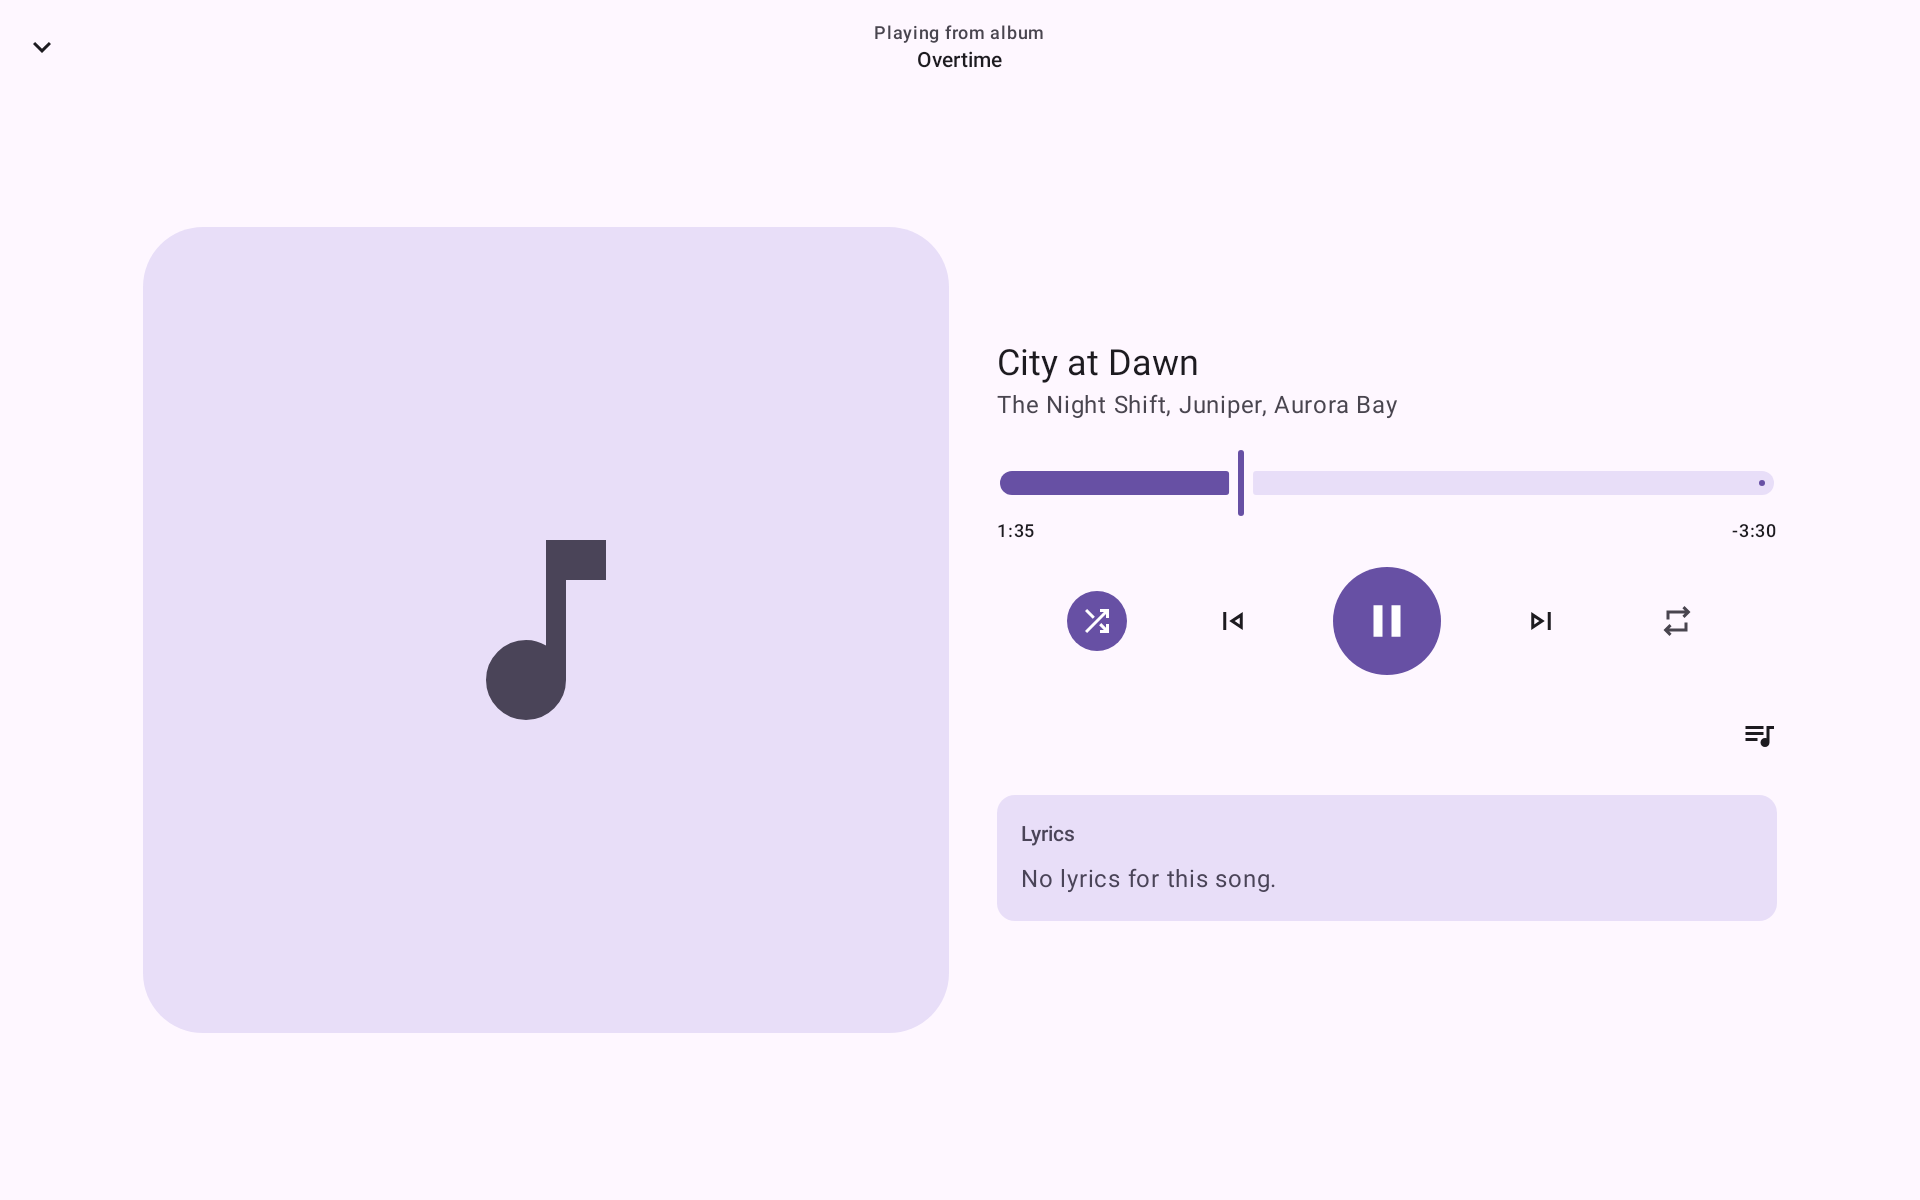 Playing from album
Overtime
City at Dawn
The Night Shift, Juniper, Aurora Bay
1:35
-3:30
Lyrics
No lyrics for this song.